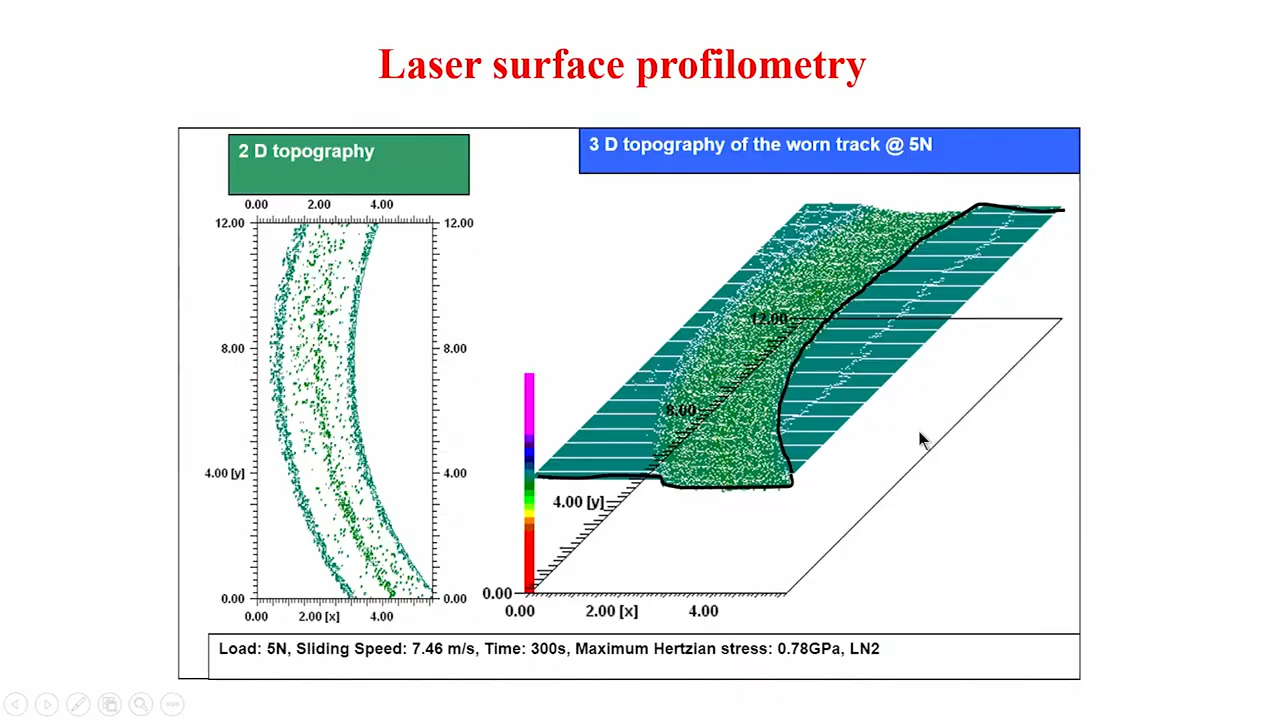 Laser surface profilometry
2 D topography
3 D topography of the worn track @ 5N
0.00 2.00 4.00
12.00 12.00
8.00 8.00
4.00 [y] 4.00
0.00 0.00
0.00 2.00 [x] 4.00
12.00
8.00
4.00 [y]
0.00
0.00 2.00 [x] 4.00
Load: 5N, Sliding Speed: 7.46 m/s, Time: 300s, Maximum Hertzian stress: 0.78GPa, LN2